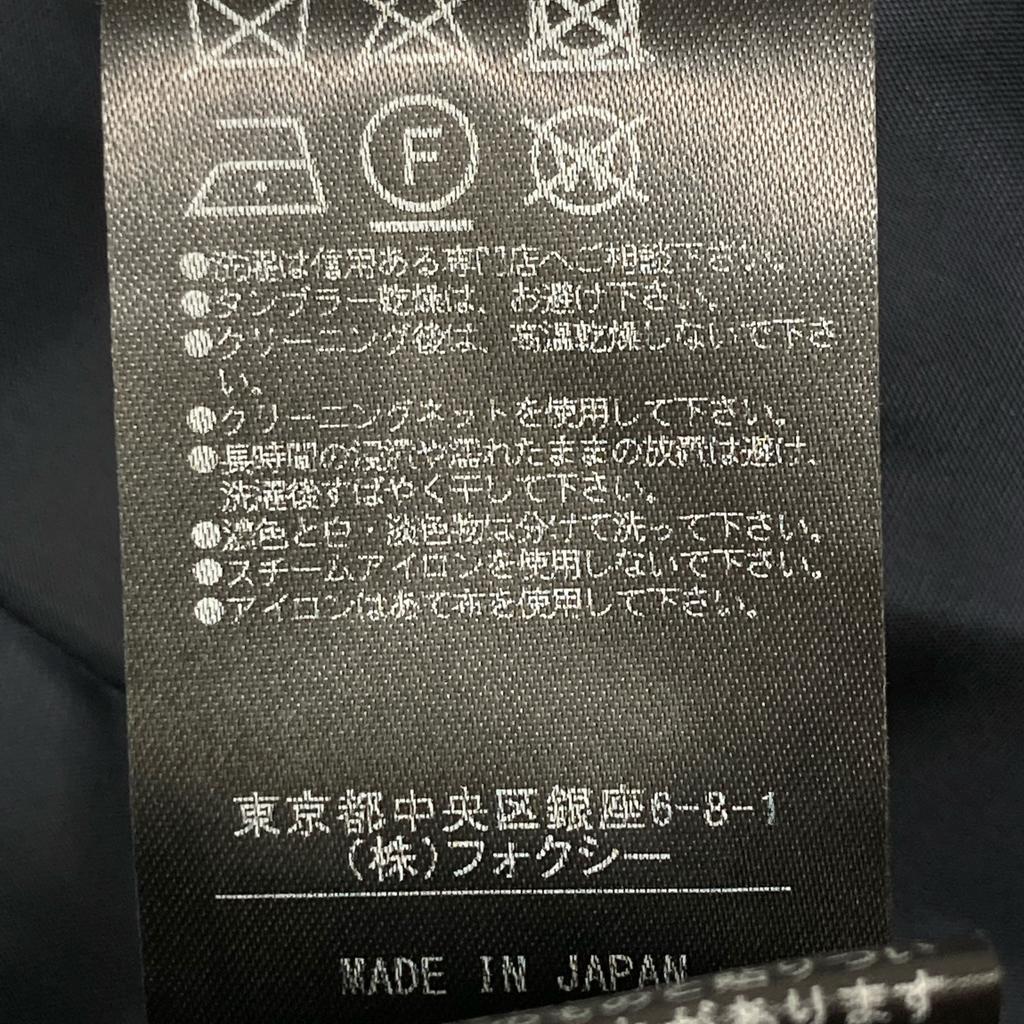 F
W
●洗濯は信用ある専門店へご相談下さい。
●タンブラー乾燥は、お避け下さい。
●クリーニング後は、高温乾燥しないで下さ
い。
●クリーニングネットを使用して下さい。
●長時間の浸漬や濡れたままの放置は避け、
洗濯後すばやく干して下さい。
●濃色と白・淡色物は分けて洗って下さい。
●スチームアイロンを使用しないで下さい。
●アイロンはあて布を使用して下さい。
東京都中央区銀座6-8-1
(株)フォクシー
MADE IN JAPAN
があります